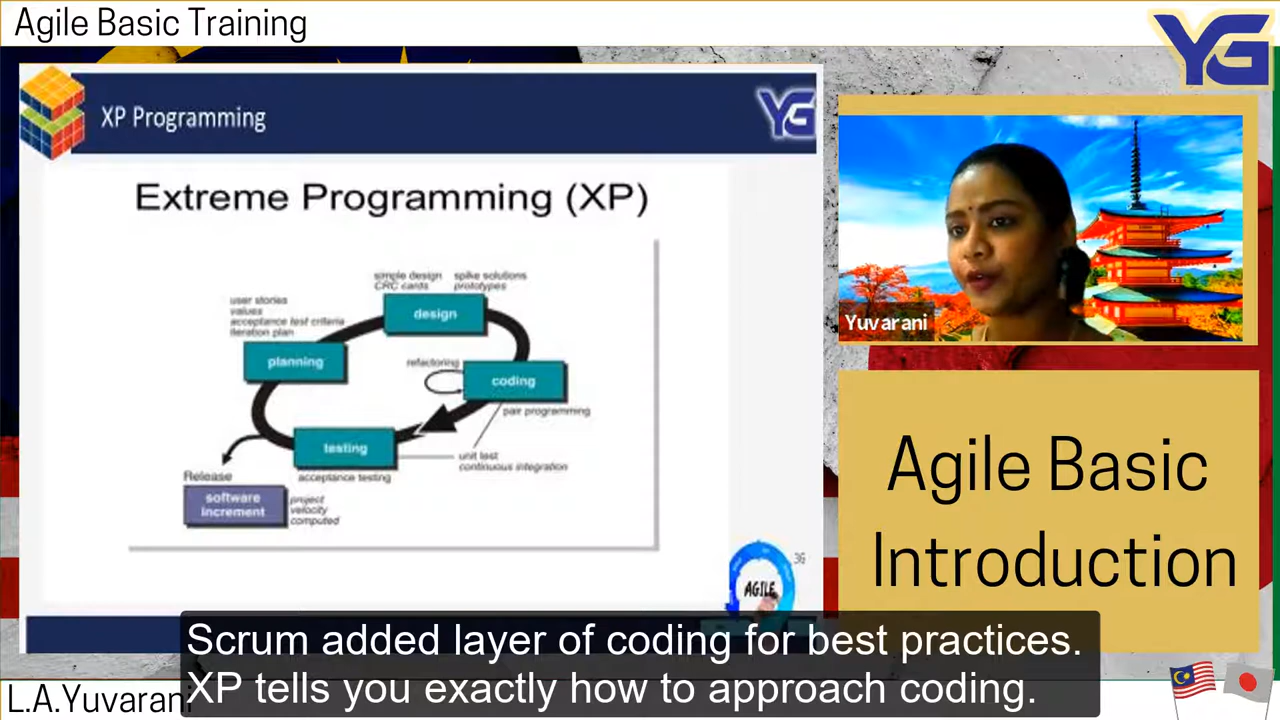 Agile Basic Training
YG
XP Programming
YG
Extreme Programming (XP)
simple design
CRC cards
spike solutions
prototypes
user stories
values
acceptance test criteria
iteration plan
design
planning
refactoring
coding
pair programming
testing
unit test
continuous integration
Release
acceptance testing
software
increment
project
velocity
computed
36
AGILE
Yuvarani
Agile Basic
Introduction
Scrum added layer of coding for best practices.
XP tells you exactly how to approach coding.
L.A.Yuvarani